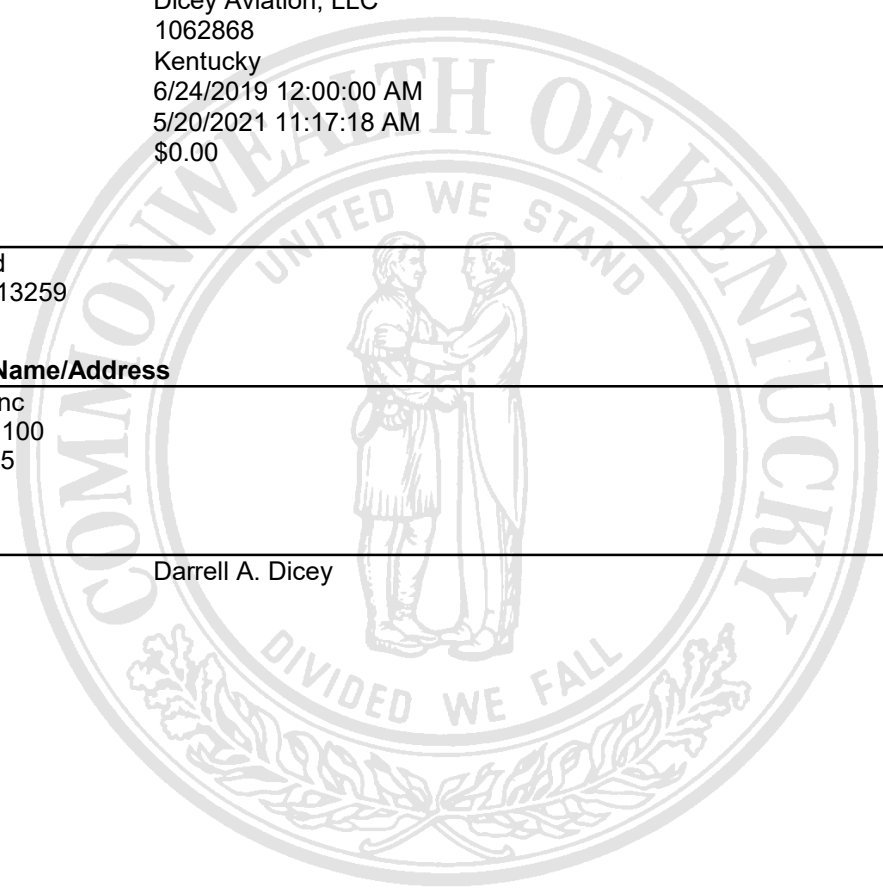 Dicey Aviation, LLC
1062868
Kentucky
6/24/2019 12:00:00 AM
5/20/2021 11:17:18 AM
$0.00
d
13259
Name/Address
nc
100
5
Darrell A. Dicey
COMMONWEALTH OF KENTUCKY
UNITED WE STAND
DIVIDED WE FALL